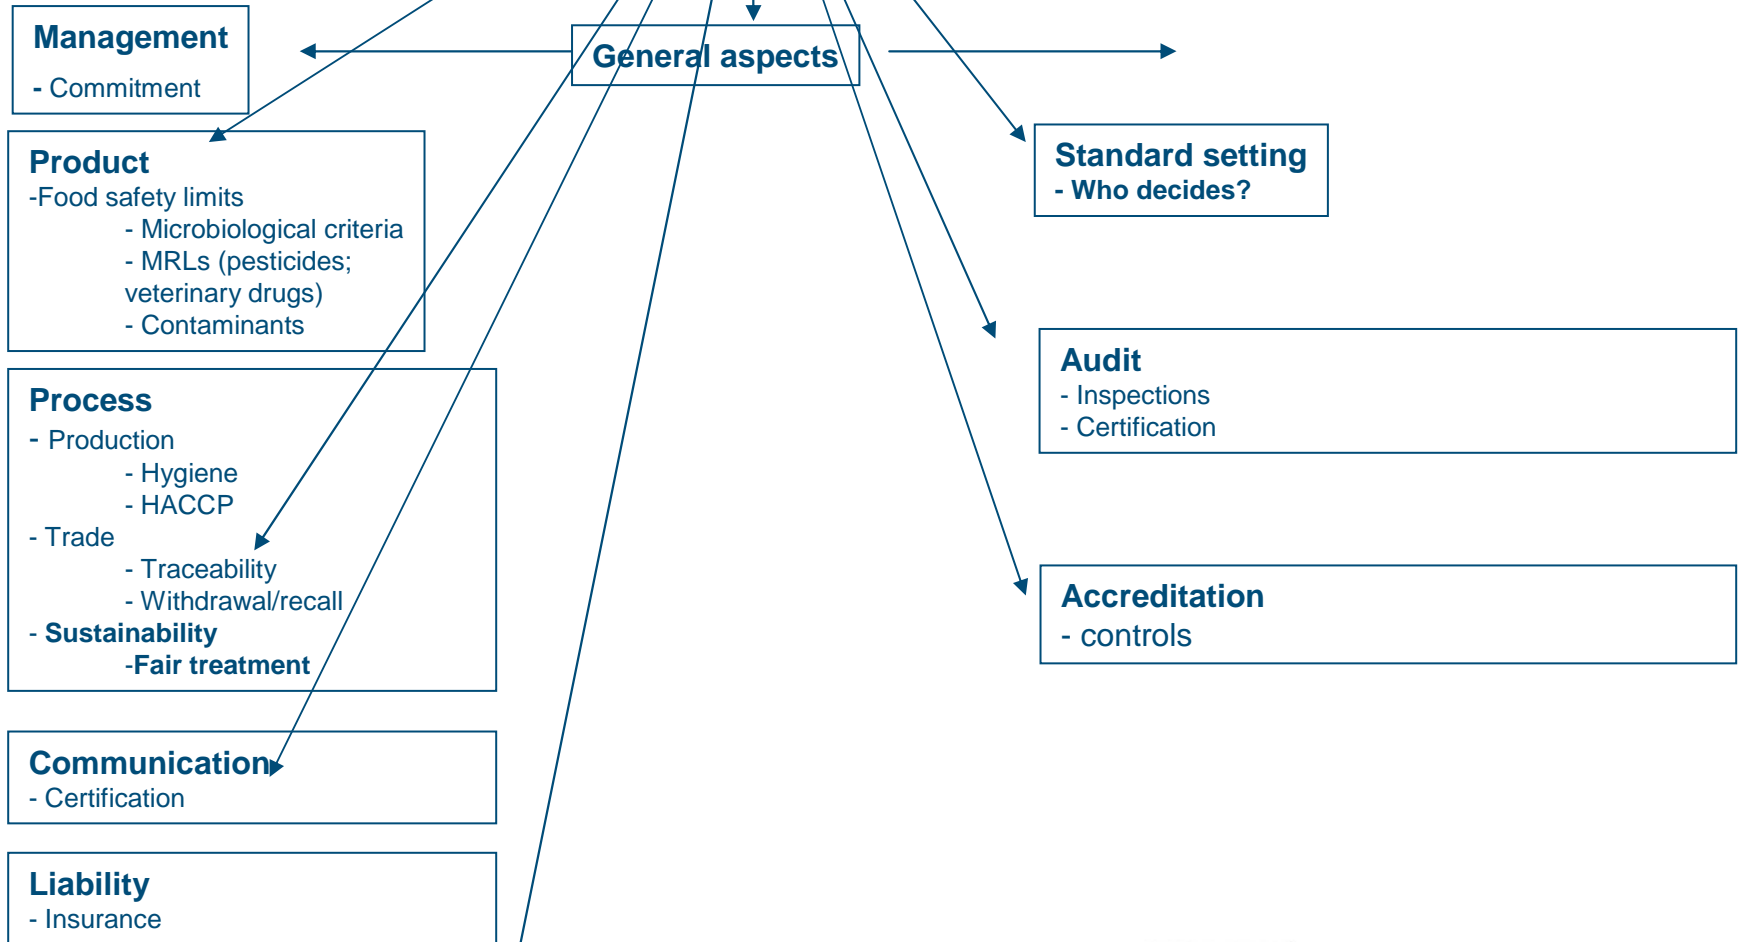 Management
- Commitment
General aspects
Product
-Food safety limits
- Microbiological criteria
- MRLs (pesticides;
veterinary drugs)
- Contaminants
Process
- Production
- Hygiene
- HACCP
- Trade
- Traceability
- Withdrawal/recall
- Sustainability
-Fair treatment
Communication
- Certification
Liability
- Insurance
Standard setting
- Who decides?
Audit
- Inspections
- Certification
Accreditation
- controls